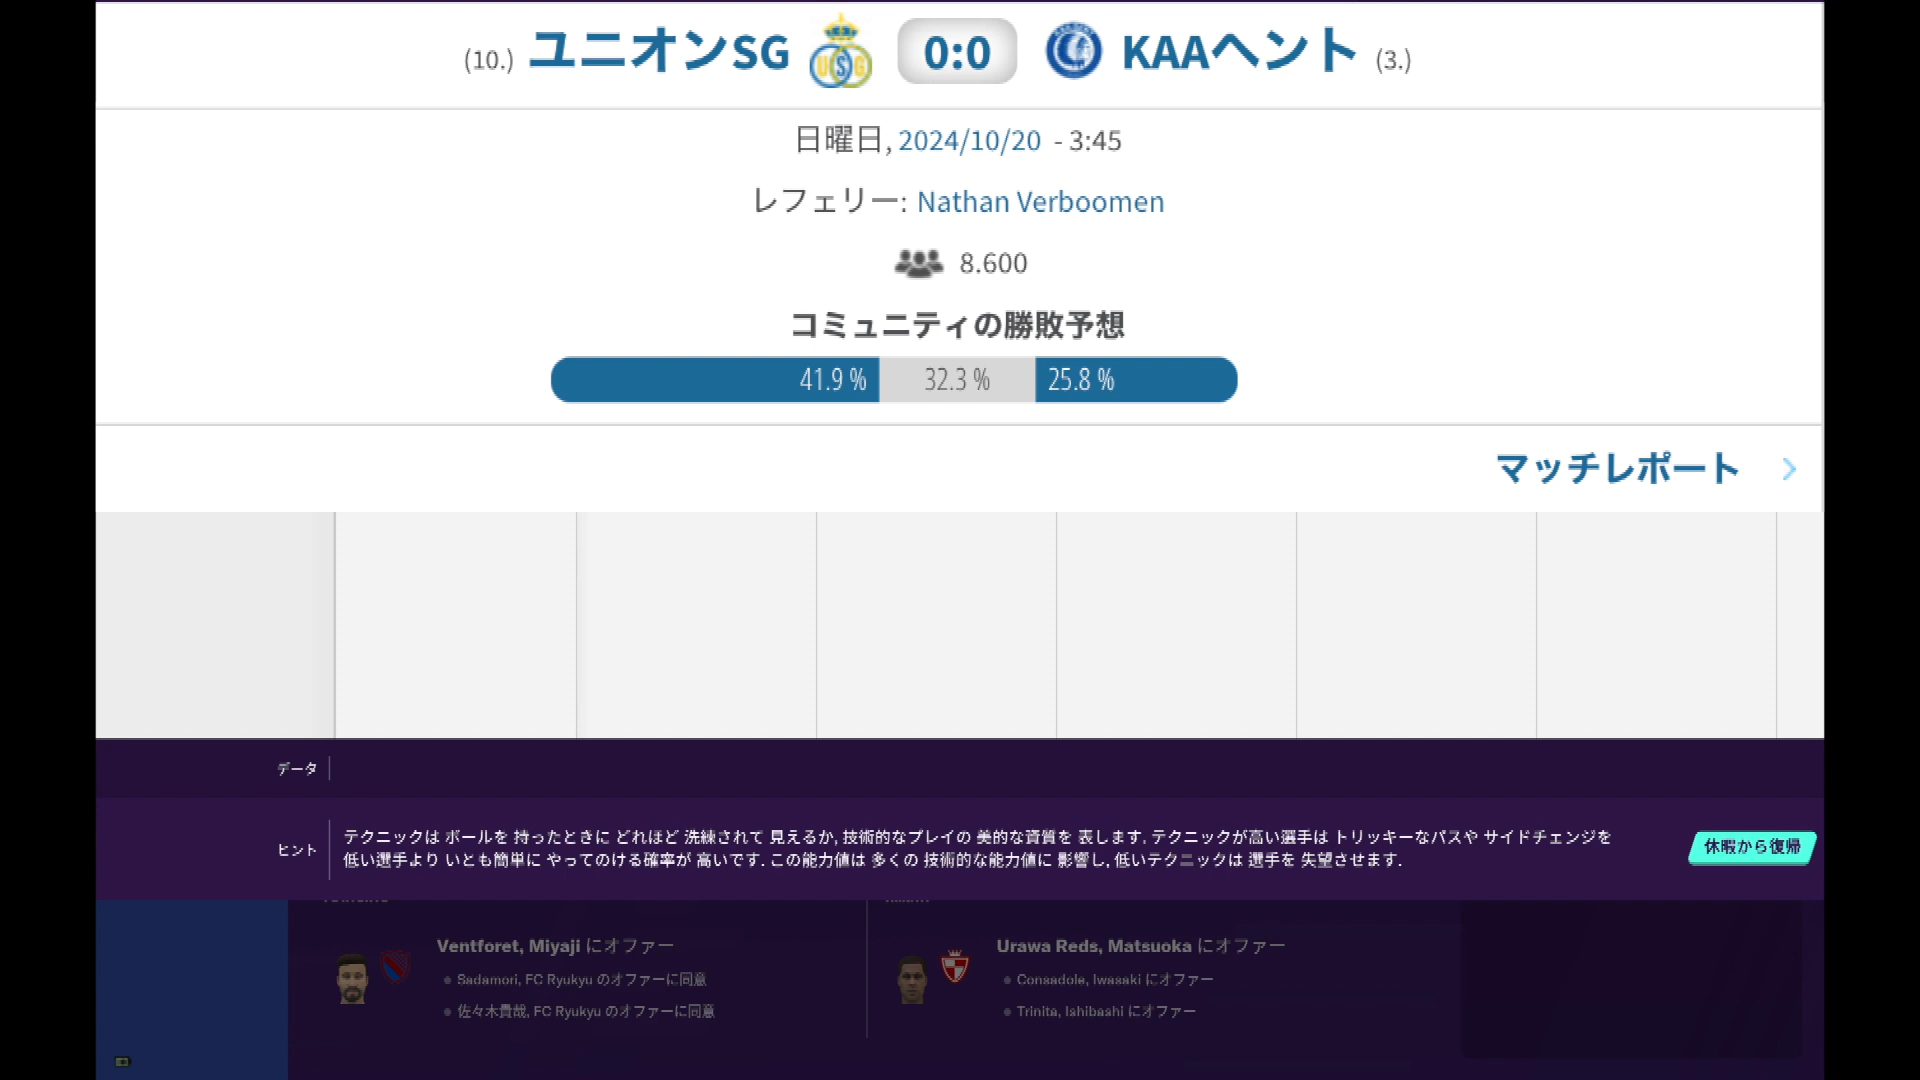 (10.) ユニオンSG 0:0 KAAヘント (3.)
日曜日, 2024/10/20 - 3:45
レフェリー: Nathan Verboomen
8.600
コミュニティの勝敗予想
41.9 % 32.3 % 25.8 %
マッチレポート
データ
ヒント
テクニックは ボールを 持ったときに どれほど 洗練されて 見えるか, 技術的なプレイの 美的な資質を 表します. テクニックが高い選手は トリッキーなパスや サイドチェンジを
低い選手より いとも簡単に やってのける確率が 高いです. この能力値は 多くの 技術的な能力値に 影響し, 低いテクニックは 選手を 失望させます.
休暇から復帰
Ventforet, Miyaji にオファー
Sadamori, FC Ryukyu のオファーに同意
佐々木貴哉, FC Ryukyu のオファーに同意
Urawa Reds, Matsuoka にオファー
Consadole, Iwasaki にオファー
Trinita, Ishibashi にオファー